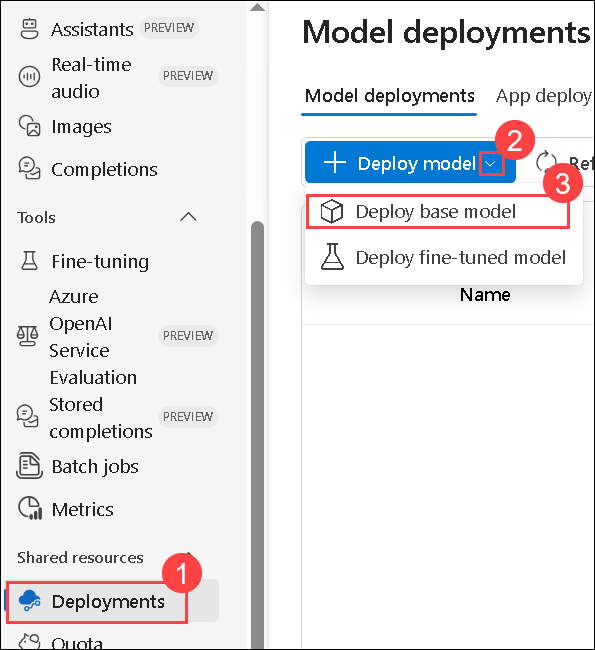 Assistants PREVIEW
Real-time
audio
PREVIEW
Images
Completions
Tools
Fine-tuning
Azure
OpenAI
Service
Evaluation
PREVIEW
Stored
completions
PREVIEW
Batch jobs
Metrics
Shared resources
1
Deployments
Quota
Model deployments
Model deployments App deploy
2
Deploy model
Ref
3
Deploy base model
Deploy fine-tuned model
Name